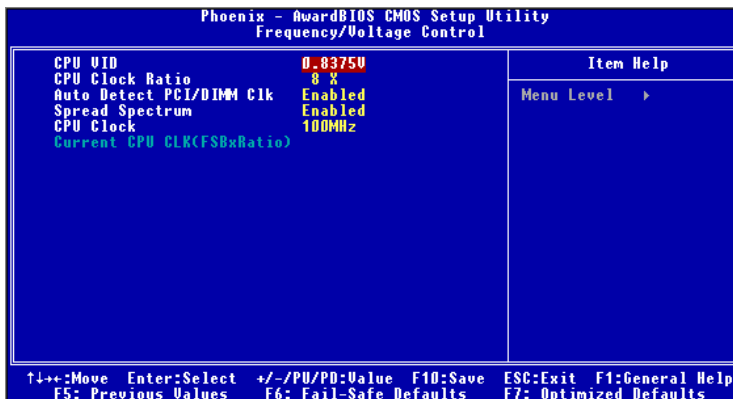 Phoenix - AwardBIOS CMOS Setup Utility
Frequency/Voltage Control
CPU VID 0.8375V
CPU Clock Ratio 8 X
Auto Detect PCI/DIMM Clk Enabled
Spread Spectrum Enabled
CPU Clock 100MHz
Current CPU CLK(FSBxRatio)
Item Help
Menu Level ▸
↑↓→←:Move Enter:Select +/-/PU/PD:Value F10:Save ESC:Exit F1:General Help
F5: Previous Values F6: Fail-Safe Defaults F7: Optimized Defaults